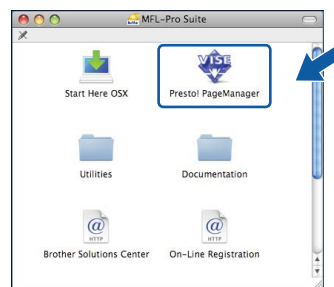 MFL-Pro Suite
VISE
Start Here OSX
Presto! PageManager
Utilities
Documentation
@
HTTP
@
HTTP
Brother Solutions Center
On-Line Registration